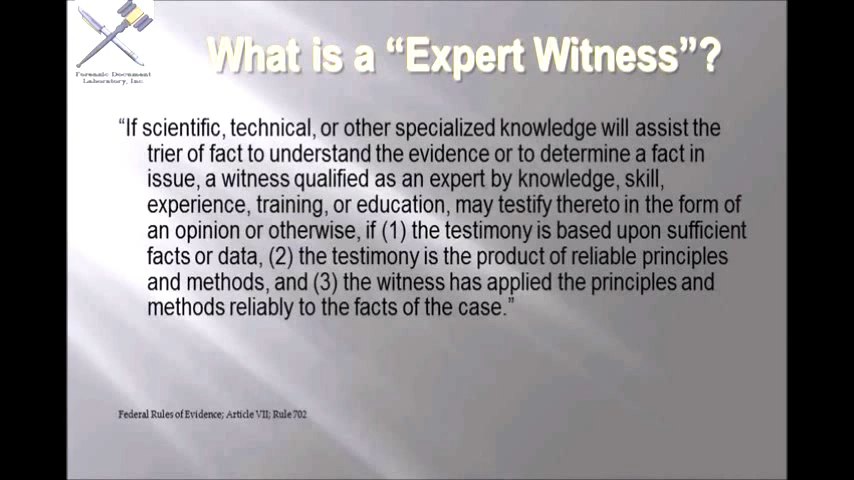 Forensic Document
Laboratory, Inc
What is a “Expert Witness”?
“If scientific, technical, or other specialized knowledge will assist the
trier of fact to understand the evidence or to determine a fact in
issue, a witness qualified as an expert by knowledge, skill,
experience, training, or education, may testify thereto in the form of
an opinion or otherwise, if (1) the testimony is based upon sufficient
facts or data, (2) the testimony is the product of reliable principles
and methods, and (3) the witness has applied the principles and
methods reliably to the facts of the case.”
Federal Rules of Evidence; Article VII; Rule 702